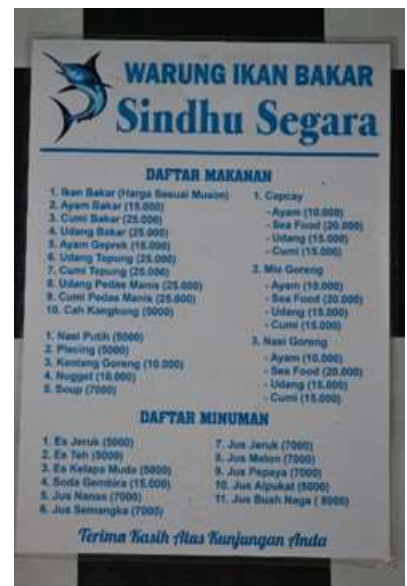 WARUNG IKAN BAKAR
Sindhu Segara
DAFTAR MAKANAN
1. Ikan Bakar (Harga Sesuai Musim)
2. Ayam Bakar (15.000)
3. Cumi Bakar (25.000)
4. Udang Bakar (25.000)
5. Ayam Geprek (15.000)
6. Udang Tepung (25.000)
7. Cumi Tepung (25.000)
8. Udang Pedas Manis (25.000)
9. Cumi Pedas Manis (25.000)
10. Cah Kangkung (5000)
1. Nasi Putih (5000)
2. Plecing (5000)
3. Kentang Goreng (10.000)
4. Nugget (10.000)
5. Soup (7000)
1. Capcay
- Ayam (10.000)
- Sea Food (20.000)
- Udang (15.000)
- Cumi (15.000)
2. Mie Goreng
- Ayam (10.000)
- Sea Food (20.000)
- Udang (15.000)
- Cumi (15.000)
3. Nasi Goreng
- Ayam (10.000)
- Sea Food (20.000)
- Udang (15.000)
- Cumi (15.000)
DAFTAR MINUMAN
1. Es Jeruk (5000)
2. Es Teh (5000)
3. Es Kelapa Muda (5000)
4. Soda Gembira (15.000)
5. Jus Nanas (7000)
6. Jus Semangka (7000)
7. Jus Jeruk (7000)
8. Jus Melon (7000)
9. Jus Pepaya (7000)
10. Jus Alpukat (8000)
11. Jus Buah Naga ( 8000)
Terima Kasih Atas Kunjungan Anda